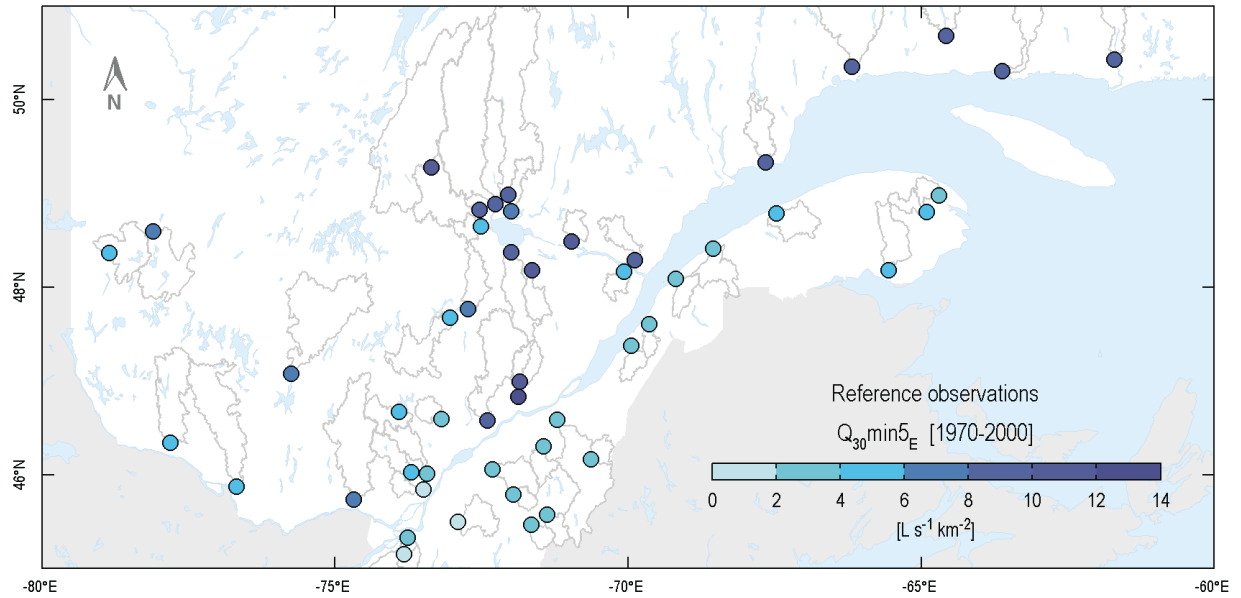 50°N
48°N
46°N
N
Reference observations
Q30min5E [1970-2000]
0 2 4 6 8 10 12 14
[L s-1 km-2]
-80°E -75°E -70°E -65°E -60°E